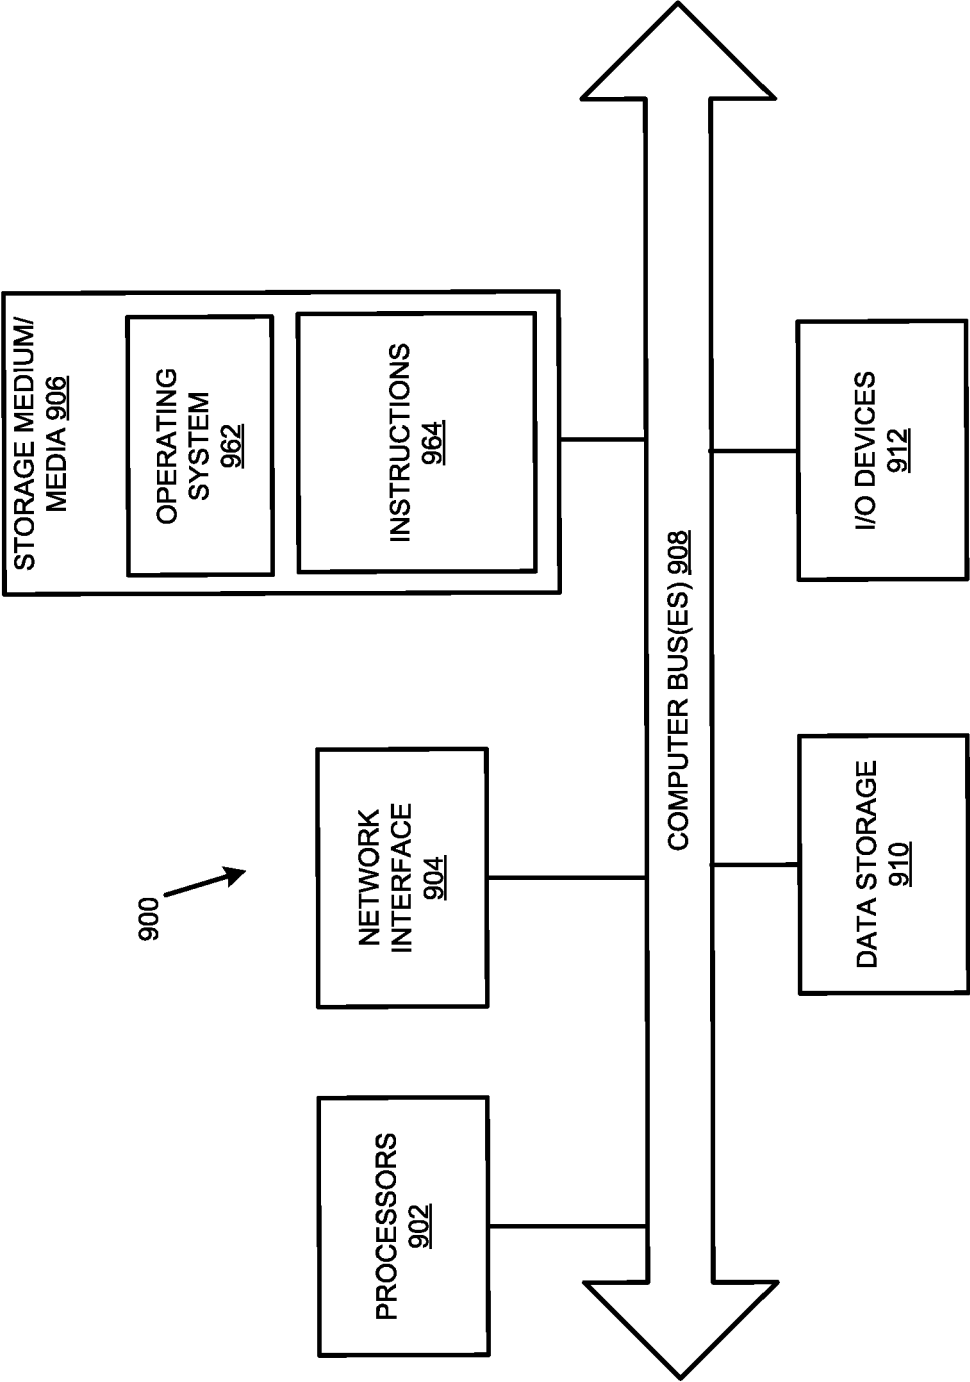 900
PROCESSORS
902
NETWORK
INTERFACE
904
STORAGE MEDIUM/
MEDIA 906
OPERATING
SYSTEM
962
INSTRUCTIONS
964
COMPUTER BUS(ES) 908
DATA STORAGE
910
I/O DEVICES
912